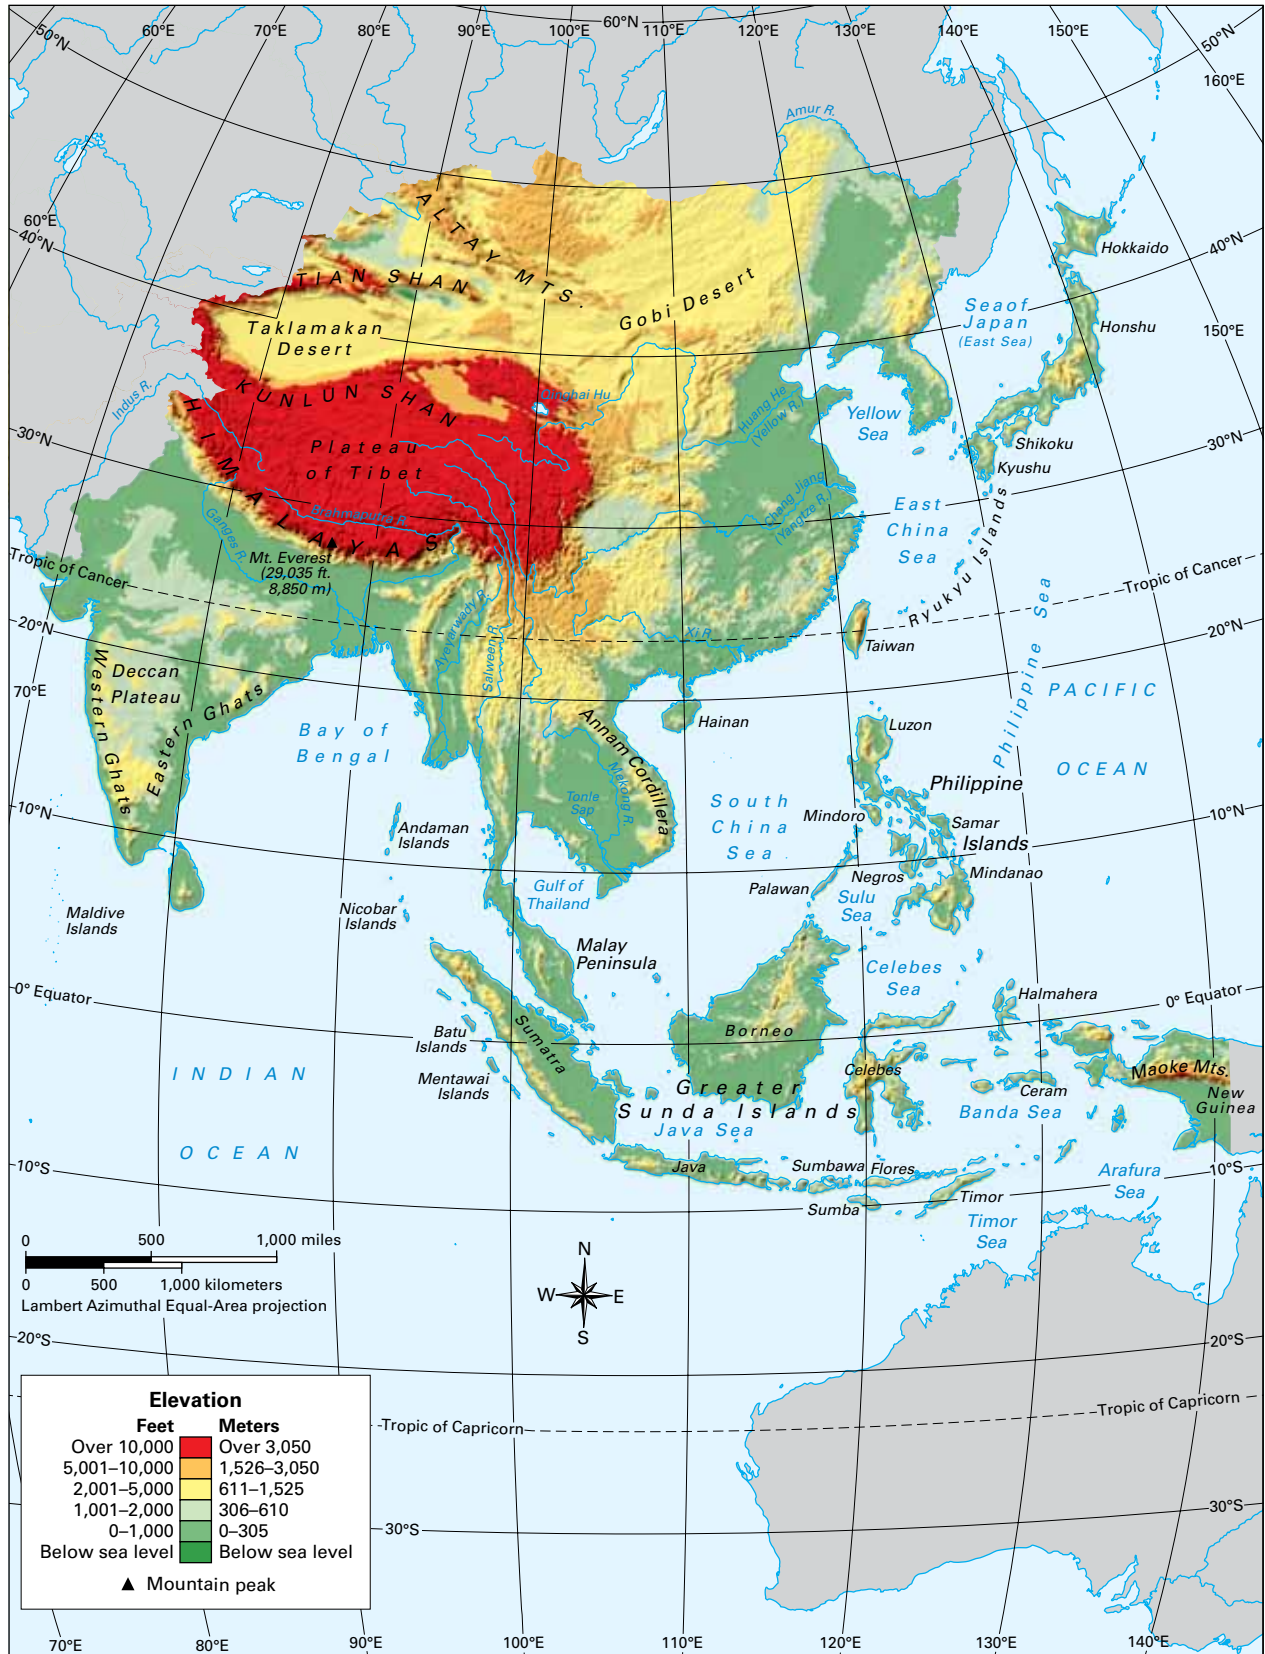 60°N
50°N
60°E
70°E
80°E
90°E
100°E
110°E
120°E
130°E
140°E
150°E
50°N
160°E
Amur R.
60°E
40°N
ALTAY MTS.
Hokkaido
40°N
TIAN SHAN
Gobi Desert
Sea of
Japan
(East Sea)
Honshu
150°E
Taklamakan
Desert
Indus R.
KUNLUN SHAN
Qinghai Hu
Huang He
(Yellow R.)
Yellow
Sea
Shikoku
30°N
30°N
Kyushu
Plateau
of Tibet
HIMALAYAS
Chang Jiang
(Yangtze R.)
East
China
Sea
Ryukyu Islands
Ganges R.
Brahmaputra R.
Mt. Everest
(29,035 ft.
8,850 m)
Tropic of Cancer
Tropic of Cancer
Ayeyarwady R.
Salween R.
Xi R.
Taiwan
20°N
20°N
Philippine Sea
70°E
Western Ghats
Deccan
Plateau
Eastern Ghats
Bay of
Bengal
Annam Cordillera
Hainan
Luzon
PACIFIC
OCEAN
Mekong R.
Tonle
Sap
South
China
Sea
Philippine
Islands
Mindoro
Samar
10°N
10°N
Andaman
Islands
Gulf of
Thailand
Palawan
Negros
Mindanao
Sulu
Sea
Maldive
Islands
Nicobar
Islands
Malay
Peninsula
Celebes
Sea
Halmahera
0° Equator
0° Equator
Batu
Islands
Sumatra
Borneo
Mentawai
Islands
Celebes
Maoke Mts.
INDIAN
OCEAN
Greater
Sunda Islands
Ceram
New
Guinea
Java Sea
Banda Sea
10°S
Java
Sumbawa
Flores
10°S
Arafura
Sea
Sumba
Timor
Timor
Sea
0 500 1,000 miles
0 500 1,000 kilometers
Lambert Azimuthal Equal-Area projection
N
W
E
S
20°S
20°S
Tropic of Capricorn
Tropic of Capricorn
30°S
30°S
Elevation
Feet Meters
Over 10,000 Over 3,050
5,001–10,000 1,526–3,050
2,001–5,000 611–1,525
1,001–2,000 306–610
0–1,000 0–305
Below sea level Below sea level
Mountain peak
70°E
80°E
90°E
100°E
110°E
120°E
130°E
140°E